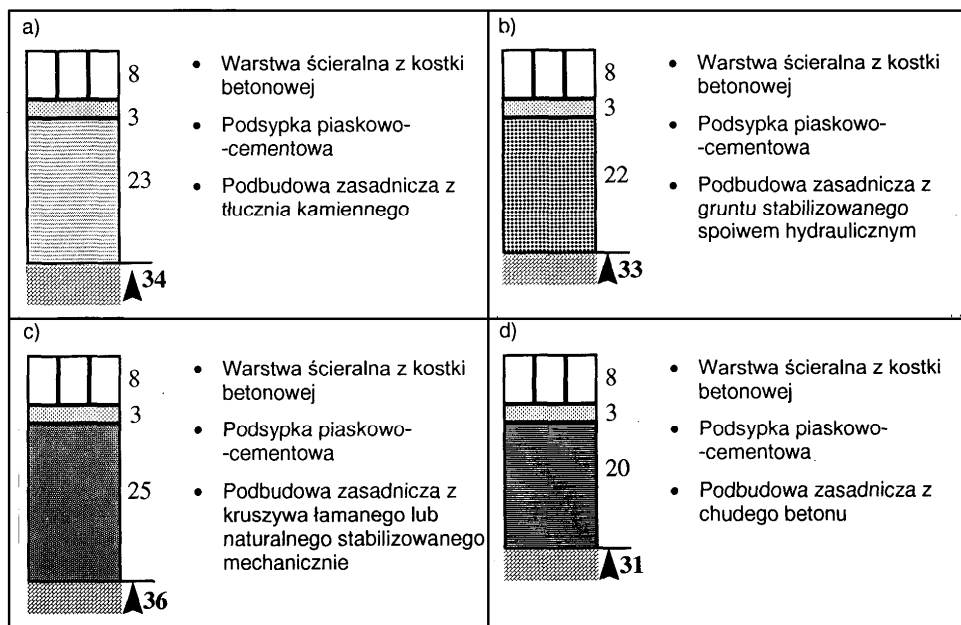 a)
8
3
23
34
• Warstwa ścieralna z kostki
betonowej
• Podsypka piaskowo-
-cementowa
• Podbudowa zasadnicza z
tłucznia kamiennego
b)
8
3
22
33
• Warstwa ścieralna z kostki
betonowej
• Podsypka piaskowo-
-cementowa
• Podbudowa zasadnicza z
gruntu stabilizowanego
spoiwem hydraulicznym
c)
8
3
25
36
• Warstwa ścieralna z kostki
betonowej
• Podsypka piaskowo-
-cementowa
• Podbudowa zasadnicza z
kruszywa łamanego lub
naturalnego stabilizowanego
mechanicznie
d)
8
3
20
31
• Warstwa ścieralna z kostki
betonowej
• Podsypka piaskowo-
-cementowa
• Podbudowa zasadnicza z
chudego betonu